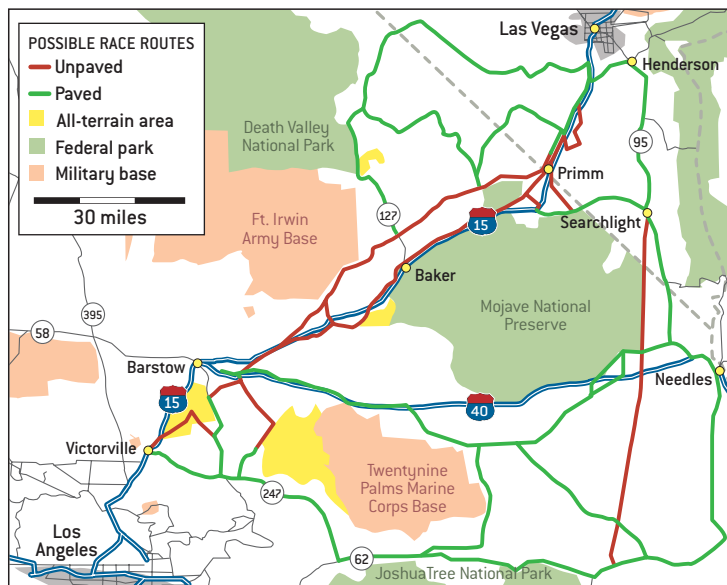 POSSIBLE RACE ROUTES
Unpaved
Paved
All-terrain area
Federal park
Military base
30 miles
Las Vegas
Henderson
Death Valley
National Park
95
Primm
127
Ft. Irwin
Army Base
15
Searchlight
Baker
Mojave National
Preserve
395
58
Barstow
15
40
Needles
Victorville
Twentynine
Palms Marine
Corps Base
247
Los
Angeles
62
JoshuaTree National Park